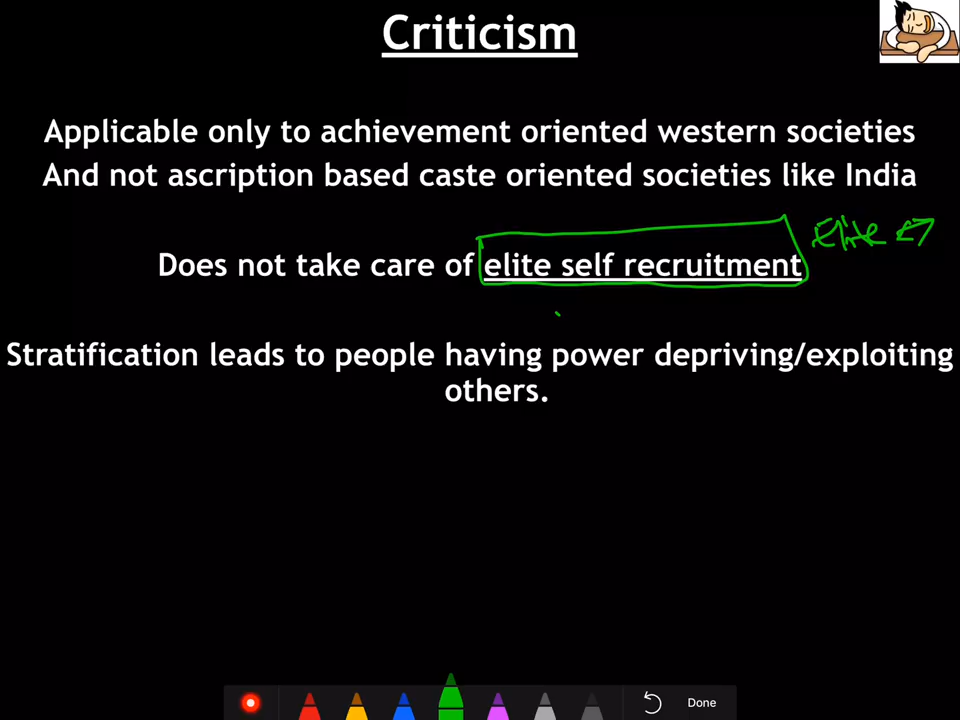 Criticism
Applicable only to achievement oriented western societies
And not ascription based caste oriented societies like India
Elite
Does not take care of elite self recruitment
Stratification leads to people having power depriving/exploiting
others.
Done